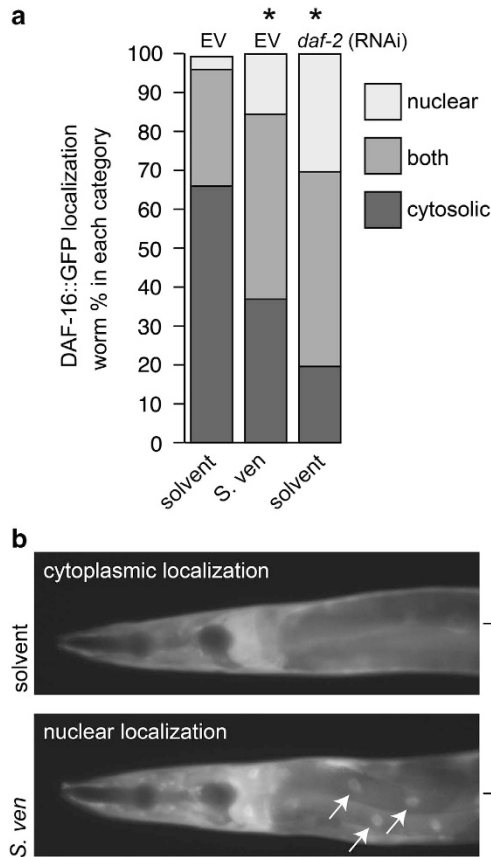 a
* *
EV EV daf-2 (RNAi)
100
90
80
70
60
50
40
30
20
10
0
DAF-16::GFP localization
worm % in each category
nuclear
both
cytosolic
solvent
S. ven
solvent
b
cytoplasmic localization
solvent
nuclear localization
S. ven